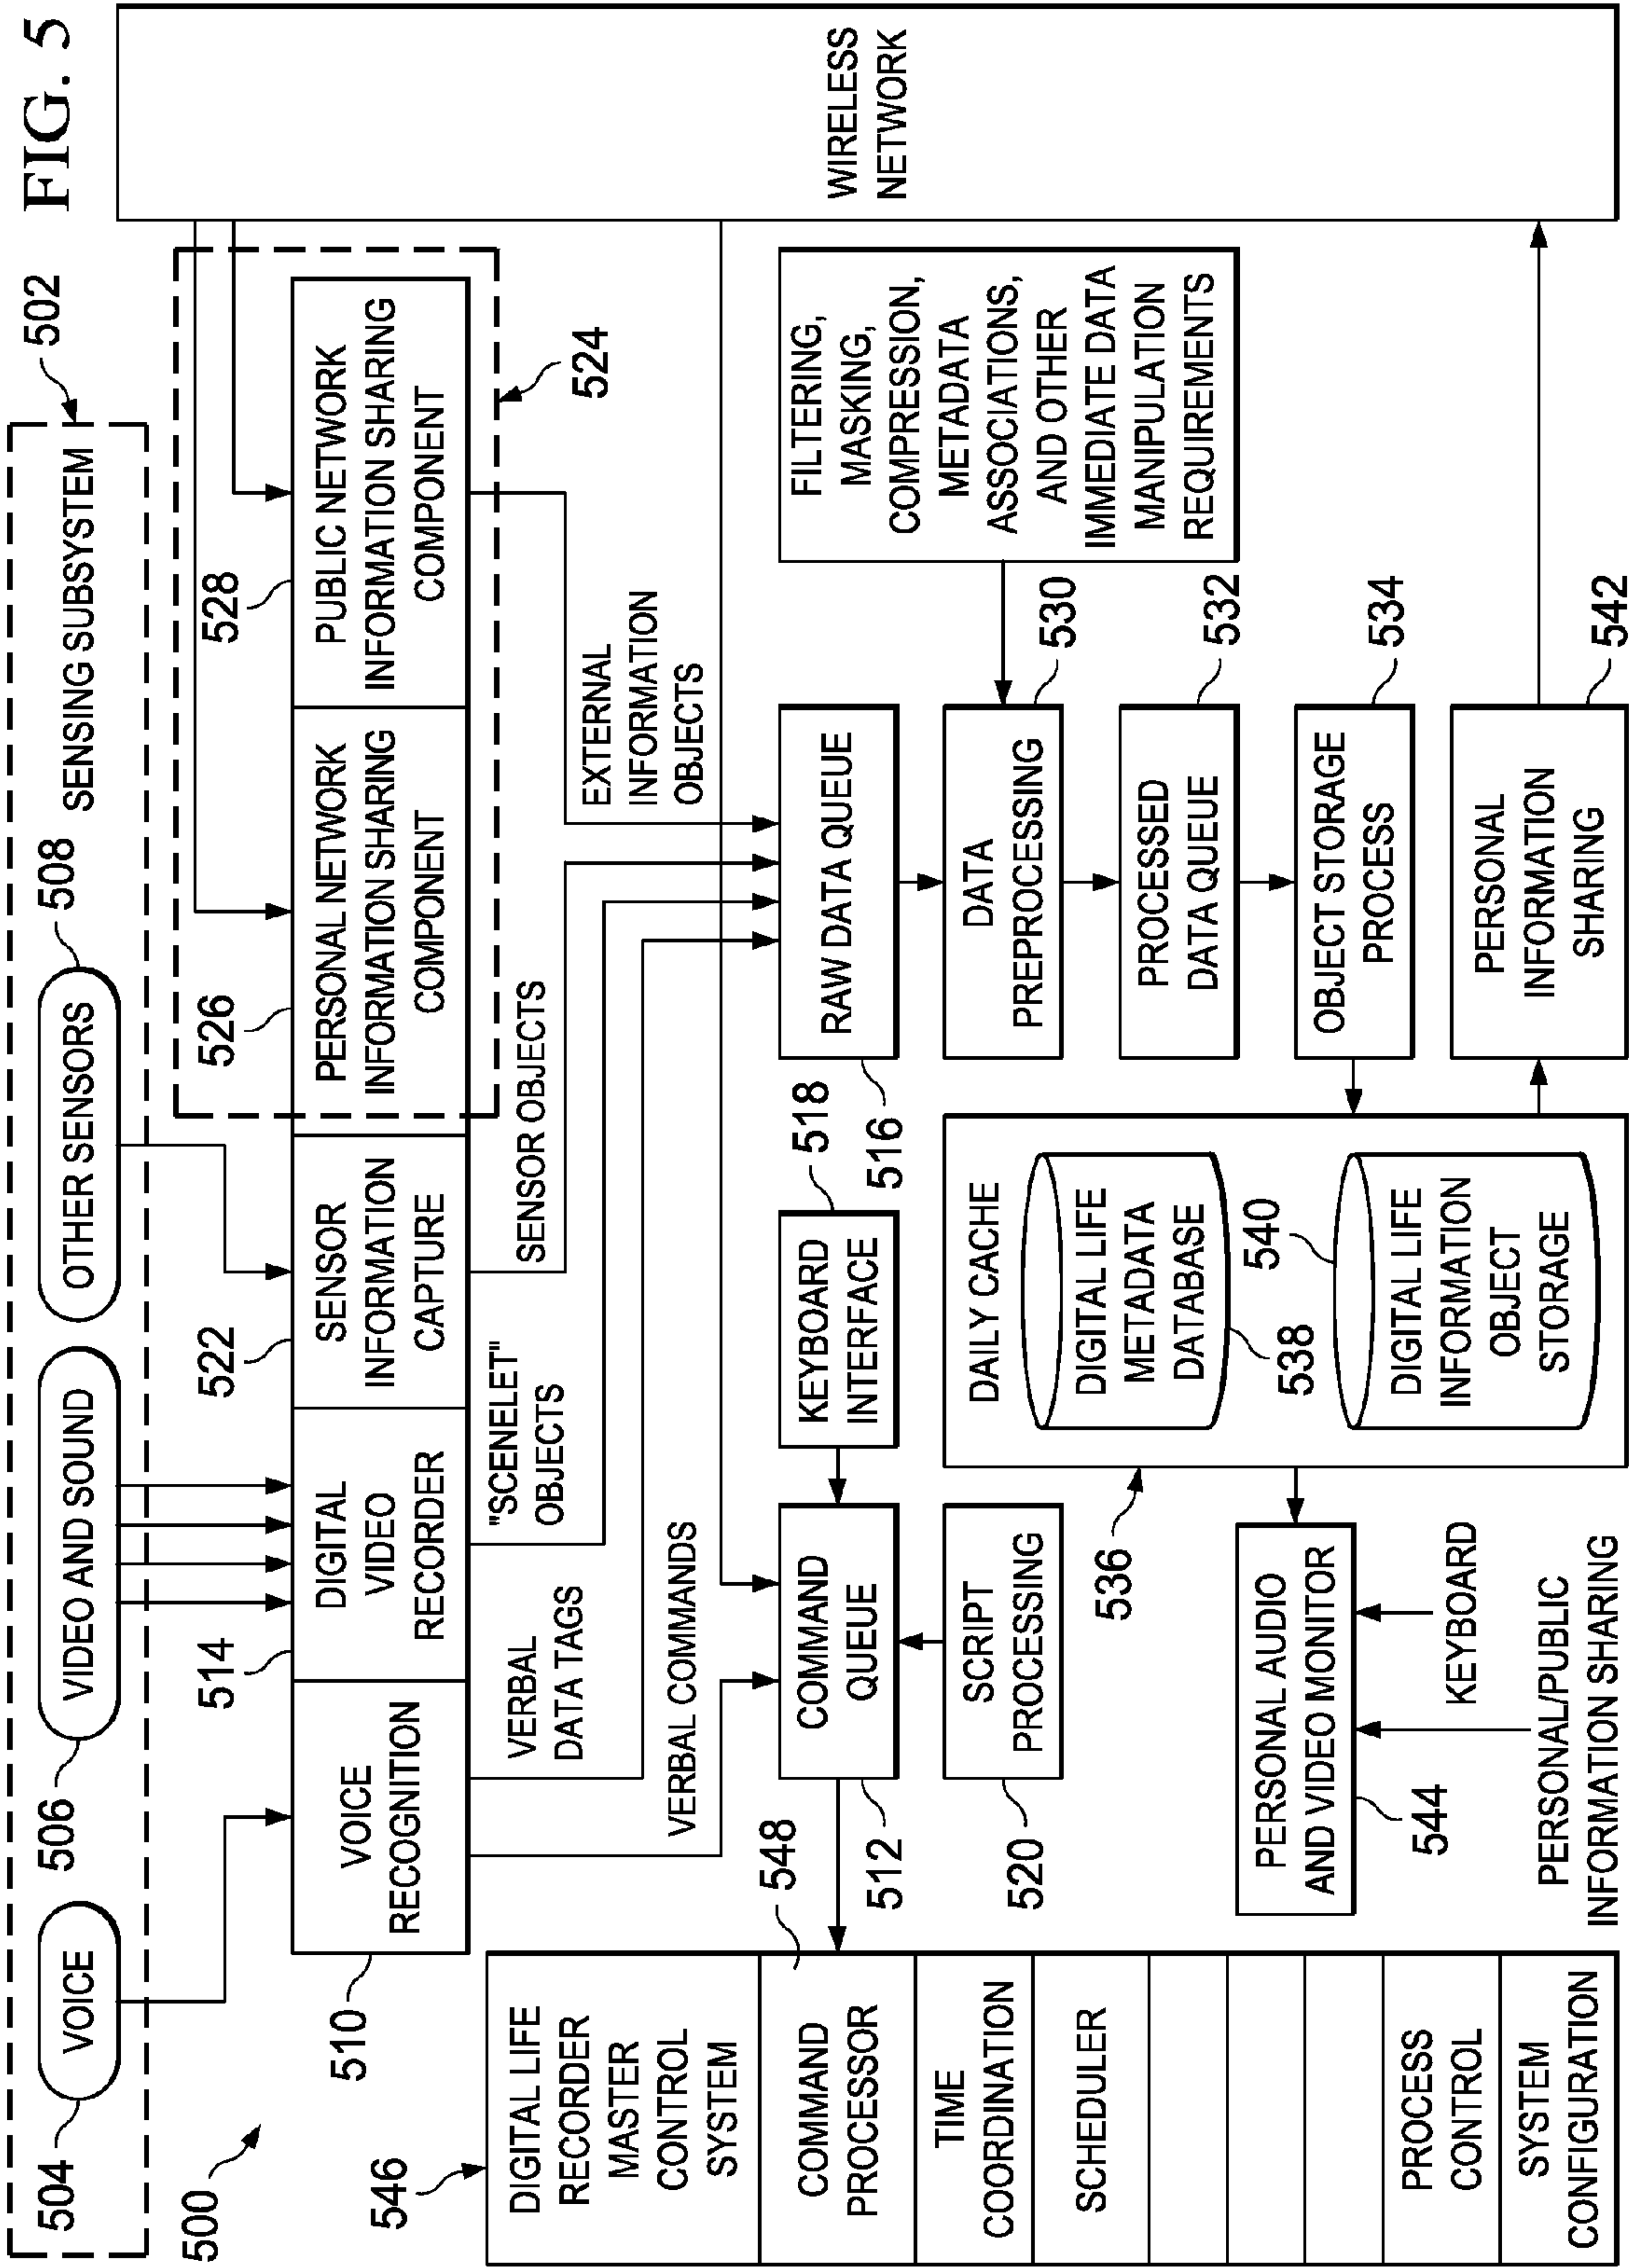 FIG. 5
500
502
SENSING SUBSYSTEM
504
VOICE
506
VIDEO AND SOUND
508
OTHER SENSORS
510
VOICE
RECOGNITION
514
DIGITAL
VIDEO
RECORDER
522
SENSOR
INFORMATION
CAPTURE
526
PERSONAL NETWORK
INFORMATION SHARING
COMPONENT
528
PUBLIC NETWORK
INFORMATION SHARING
COMPONENT
524
WIRELESS
NETWORK
VERBAL
DATA TAGS
"SCENELET"
OBJECTS
SENSOR OBJECTS
EXTERNAL
INFORMATION
OBJECTS
VERBAL COMMANDS
546
DIGITAL LIFE
RECORDER
MASTER
CONTROL
SYSTEM
548
COMMAND
PROCESSOR
TIME
COORDINATION
SCHEDULER
PROCESS
CONTROL
SYSTEM
CONFIGURATION
COMMAND
QUEUE
512
KEYBOARD
INTERFACE
518
SCRIPT
PROCESSING
520
RAW DATA QUEUE
516
DATA
PREPROCESSING
530
FILTERING,
MASKING,
COMPRESSION,
METADATA
ASSOCIATIONS,
AND OTHER
IMMEDIATE DATA
MANIPULATION
REQUIREMENTS
PROCESSED
DATA QUEUE
532
OBJECT STORAGE
PROCESS
534
536
DAILY CACHE
DIGITAL LIFE
METADATA
DATABASE
538
540
DIGITAL LIFE
INFORMATION
OBJECT
STORAGE
PERSONAL
INFORMATION
SHARING
542
PERSONAL AUDIO
AND VIDEO MONITOR
544
KEYBOARD
PERSONAL/PUBLIC
INFORMATION SHARING